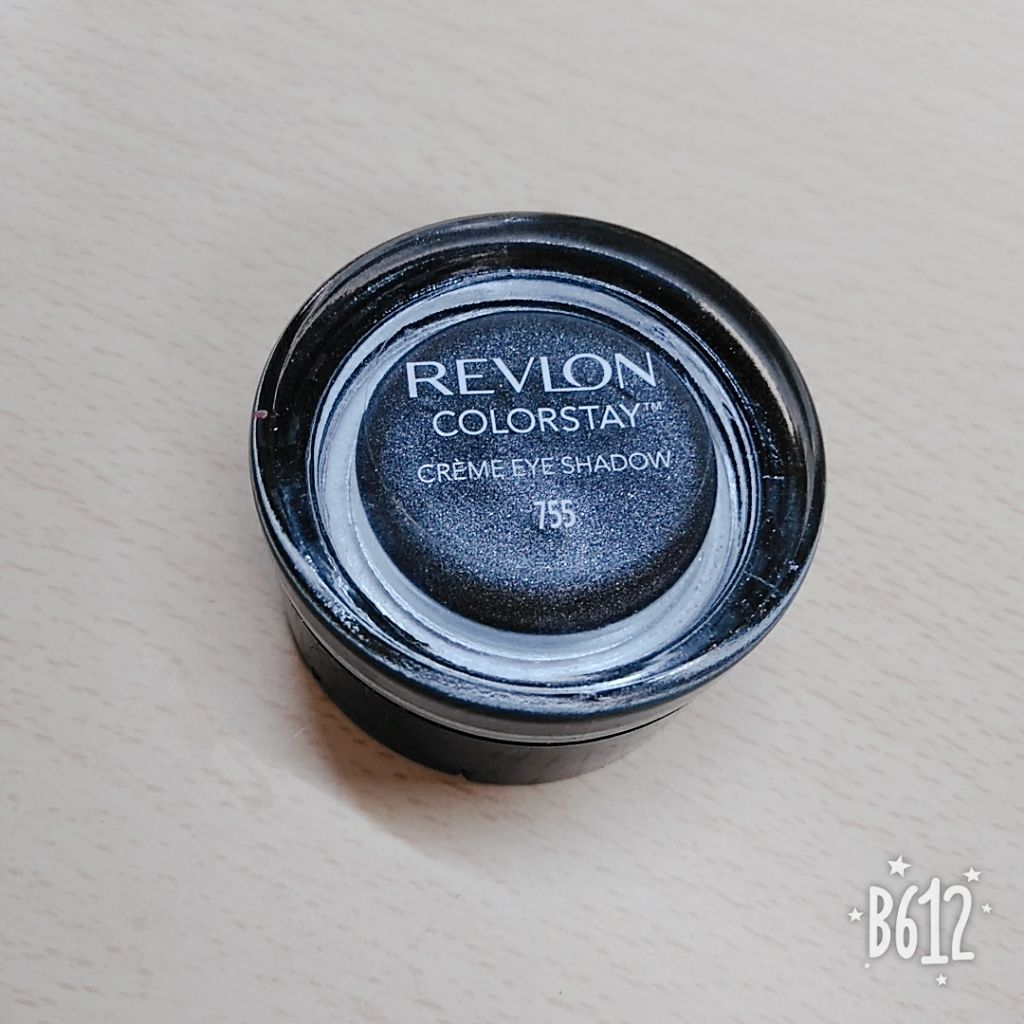 REVLON
COLORSTAY™
CRÈME EYE SHADOW
755
B612